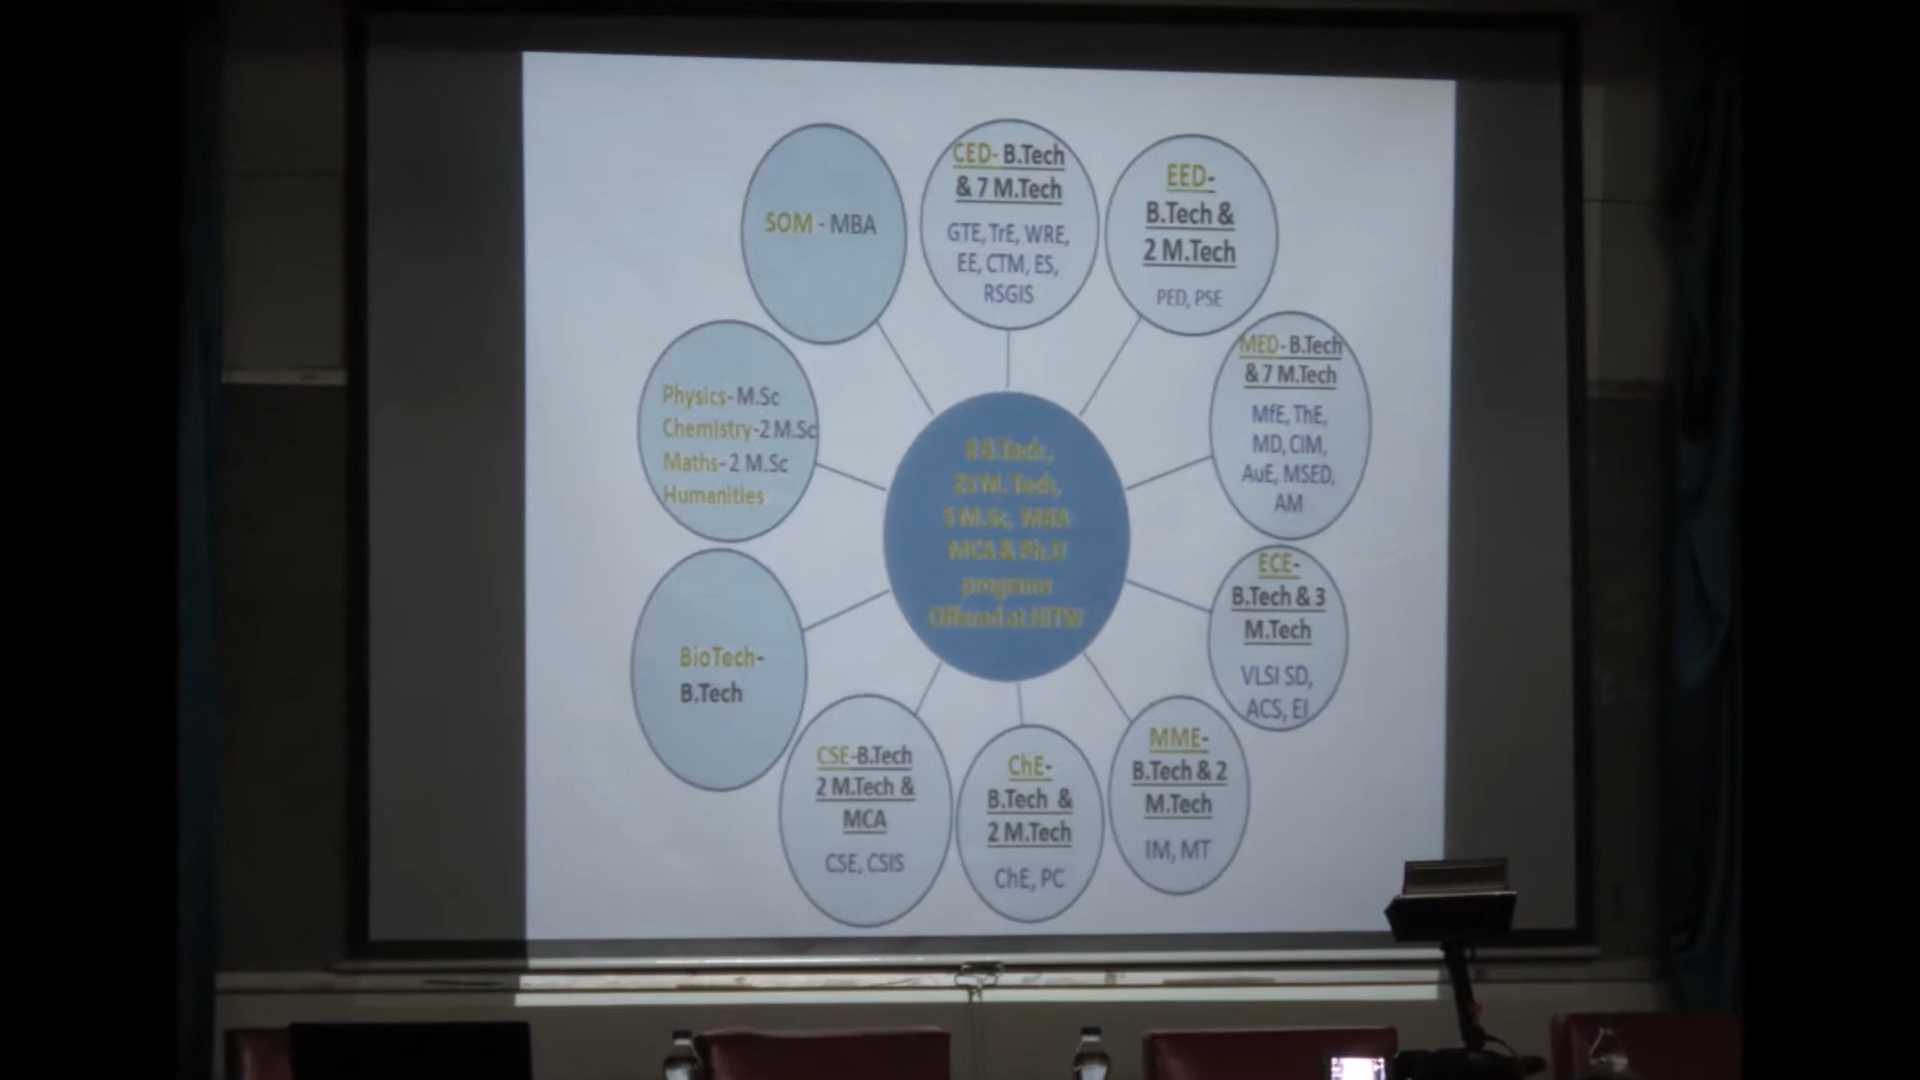 SOM - MBA
CED- B.Tech
& 7 M.Tech
GTE, TrE, WRE,
EE, CTM, ES,
RSGIS
EED-
B.Tech &
2 M.Tech
PED, PSE
MED- B.Tech
& 7 M.Tech
MfE, ThE,
MD, CIM,
AuE, MSED,
AM
ECE-
B.Tech & 3
M.Tech
VLSI SD,
ACS, EI
MME-
B.Tech & 2
M.Tech
IM, MT
ChE-
B.Tech &
2 M.Tech
ChE, PC
CSE-B.Tech
2 M.Tech &
MCA
CSE, CSIS
BioTech-
B.Tech
Physics- M.Sc
Chemistry-2 M.Sc
Maths- 2 M.Sc
Humanities
8 B.Tech,
25 M. Tech,
5 M.Sc, MBA
MCA & Ph.D
programs
Offered at NITW